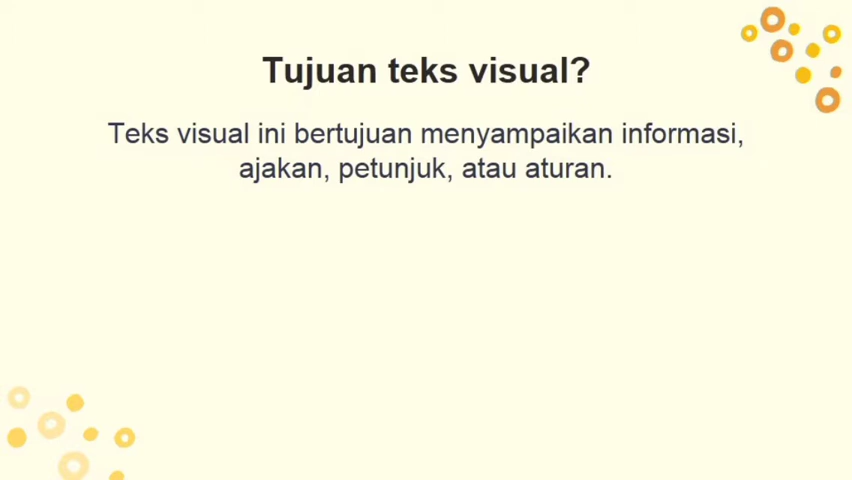 Tujuan teks visual?
Teks visual ini bertujuan menyampaikan informasi,
ajakan, petunjuk, atau aturan.